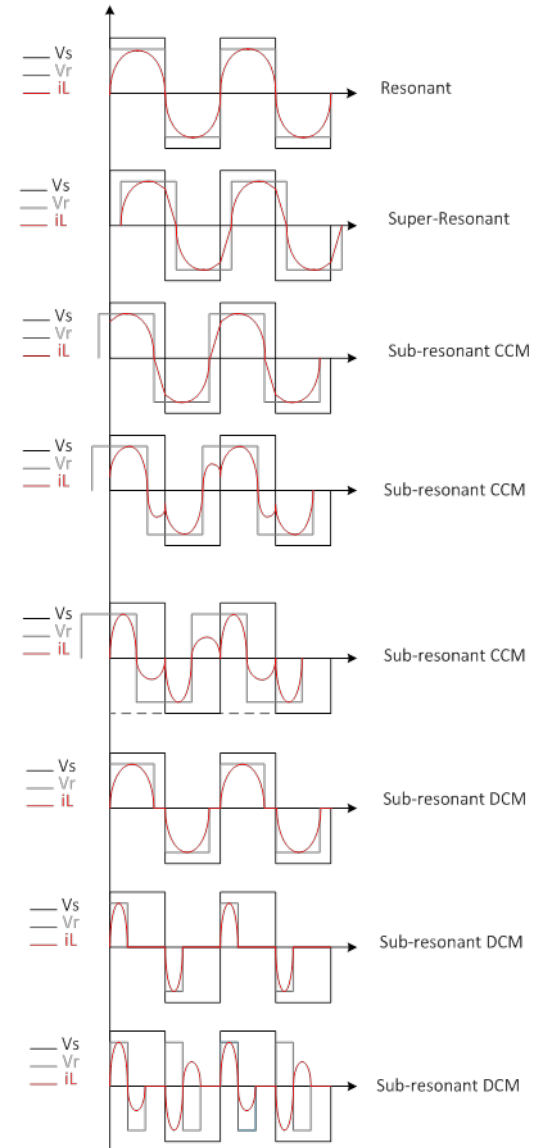 Vs
Vr
iL
Resonant
Vs
Vr
iL
Super-Resonant
Vs
Vr
iL
Sub-resonant CCM
Vs
Vr
iL
Sub-resonant CCM
Vs
Vr
iL
Sub-resonant CCM
Vs
Vr
iL
Sub-resonant DCM
Vs
Vr
iL
Sub-resonant DCM
Vs
Vr
iL
Sub-resonant DCM